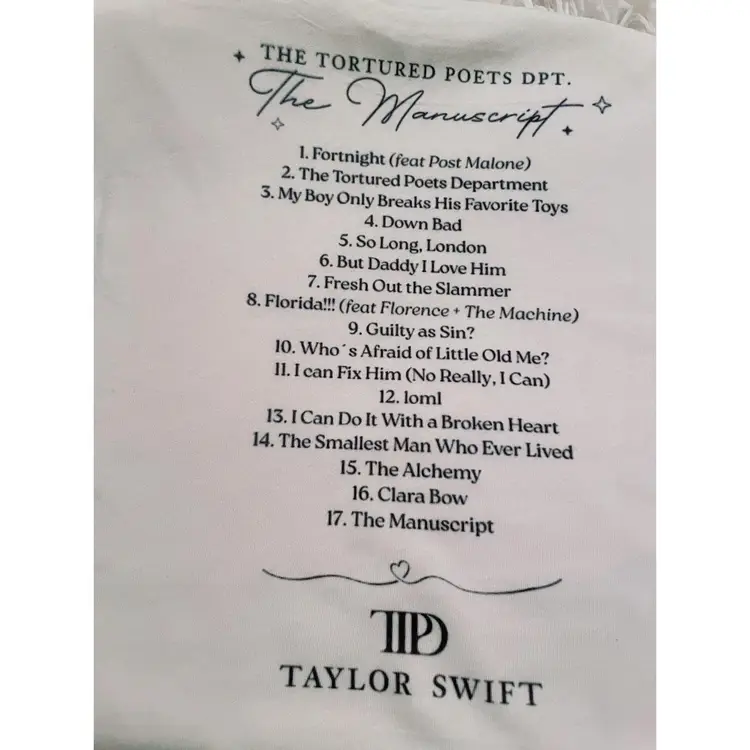 THE TORTURED POETS DPT.
The Manuscript
1. Fortnight (feat Post Malone)
2. The Tortured Poets Department
3. My Boy Only Breaks His Favorite Toys
4. Down Bad
5. So Long, London
6. But Daddy I Love Him
7. Fresh Out the Slammer
8. Florida!!! (feat Florence + The Machine)
9. Guilty as Sin?
10. Who´s Afraid of Little Old Me?
11. I can Fix Him (No Really, I Can)
12. loml
13. I Can Do It With a Broken Heart
14. The Smallest Man Who Ever Lived
15. The Alchemy
16. Clara Bow
17. The Manuscript
TTPD
TAYLOR SWIFT